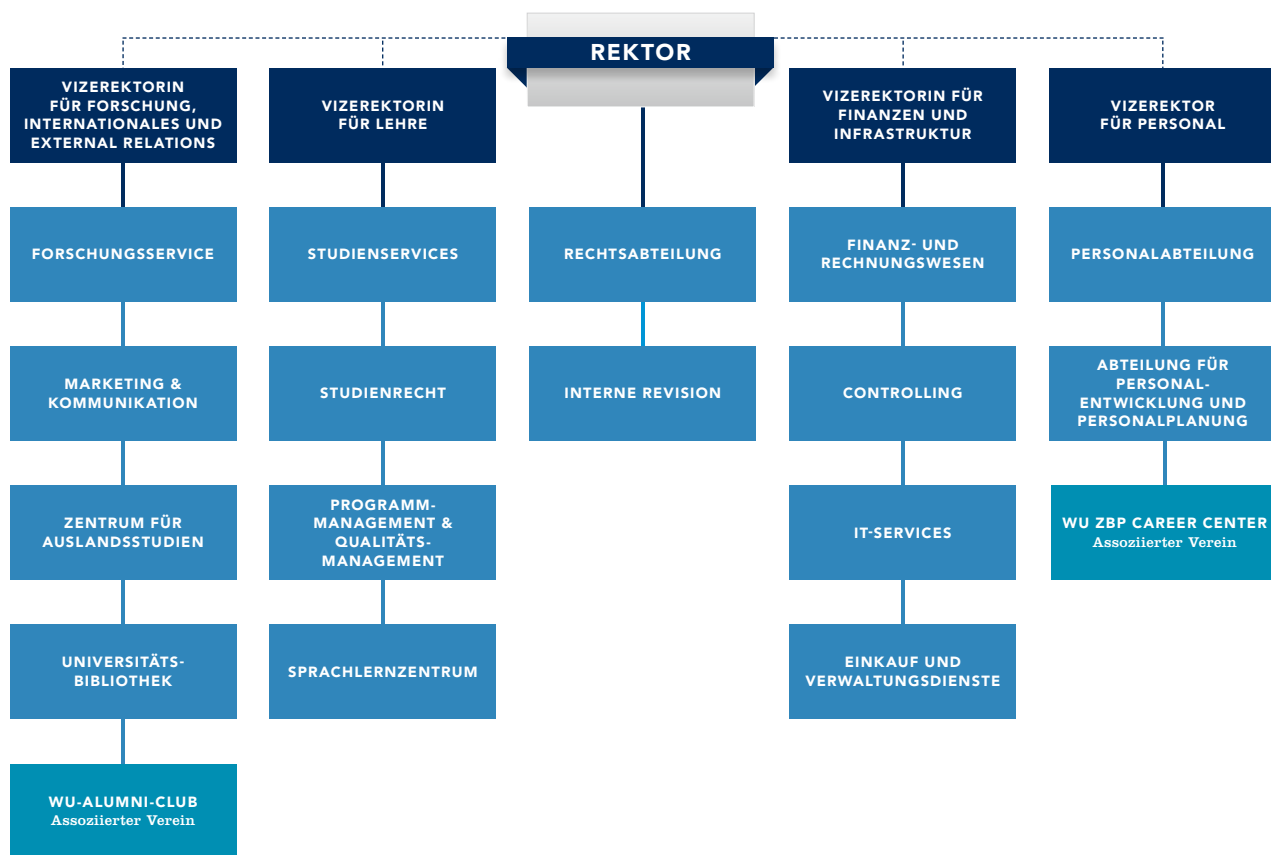 REKTOR
VIZEREKTORIN
FÜR FORSCHUNG,
INTERNATIONALES UND
EXTERNAL RELATIONS
VIZEREKTORIN
FÜR LEHRE
VIZEREKTORIN FÜR
FINANZEN UND
INFRASTRUKTUR
VIZEREKTOR
FÜR PERSONAL
FORSCHUNGSSERVICE
STUDIENSERVICES
RECHTSABTEILUNG
FINANZ- UND
RECHNUNGSWESEN
PERSONALABTEILUNG
MARKETING &
KOMMUNIKATION
STUDIENRECHT
INTERNE REVISION
CONTROLLING
ABTEILUNG FÜR
PERSONAL-
ENTWICKLUNG UND
PERSONALPLANUNG
ZENTRUM FÜR
AUSLANDSSTUDIEN
PROGRAMM-
MANAGEMENT &
QUALITÄTS-
MANAGEMENT
IT-SERVICES
WU ZBP CAREER CENTER
Assoziierter Verein
UNIVERSITÄTS-
BIBLIOTHEK
SPRACHLERNZENTRUM
EINKAUF UND
VERWALTUNGSDIENSTE
WU-ALUMNI-CLUB
Assoziierter Verein